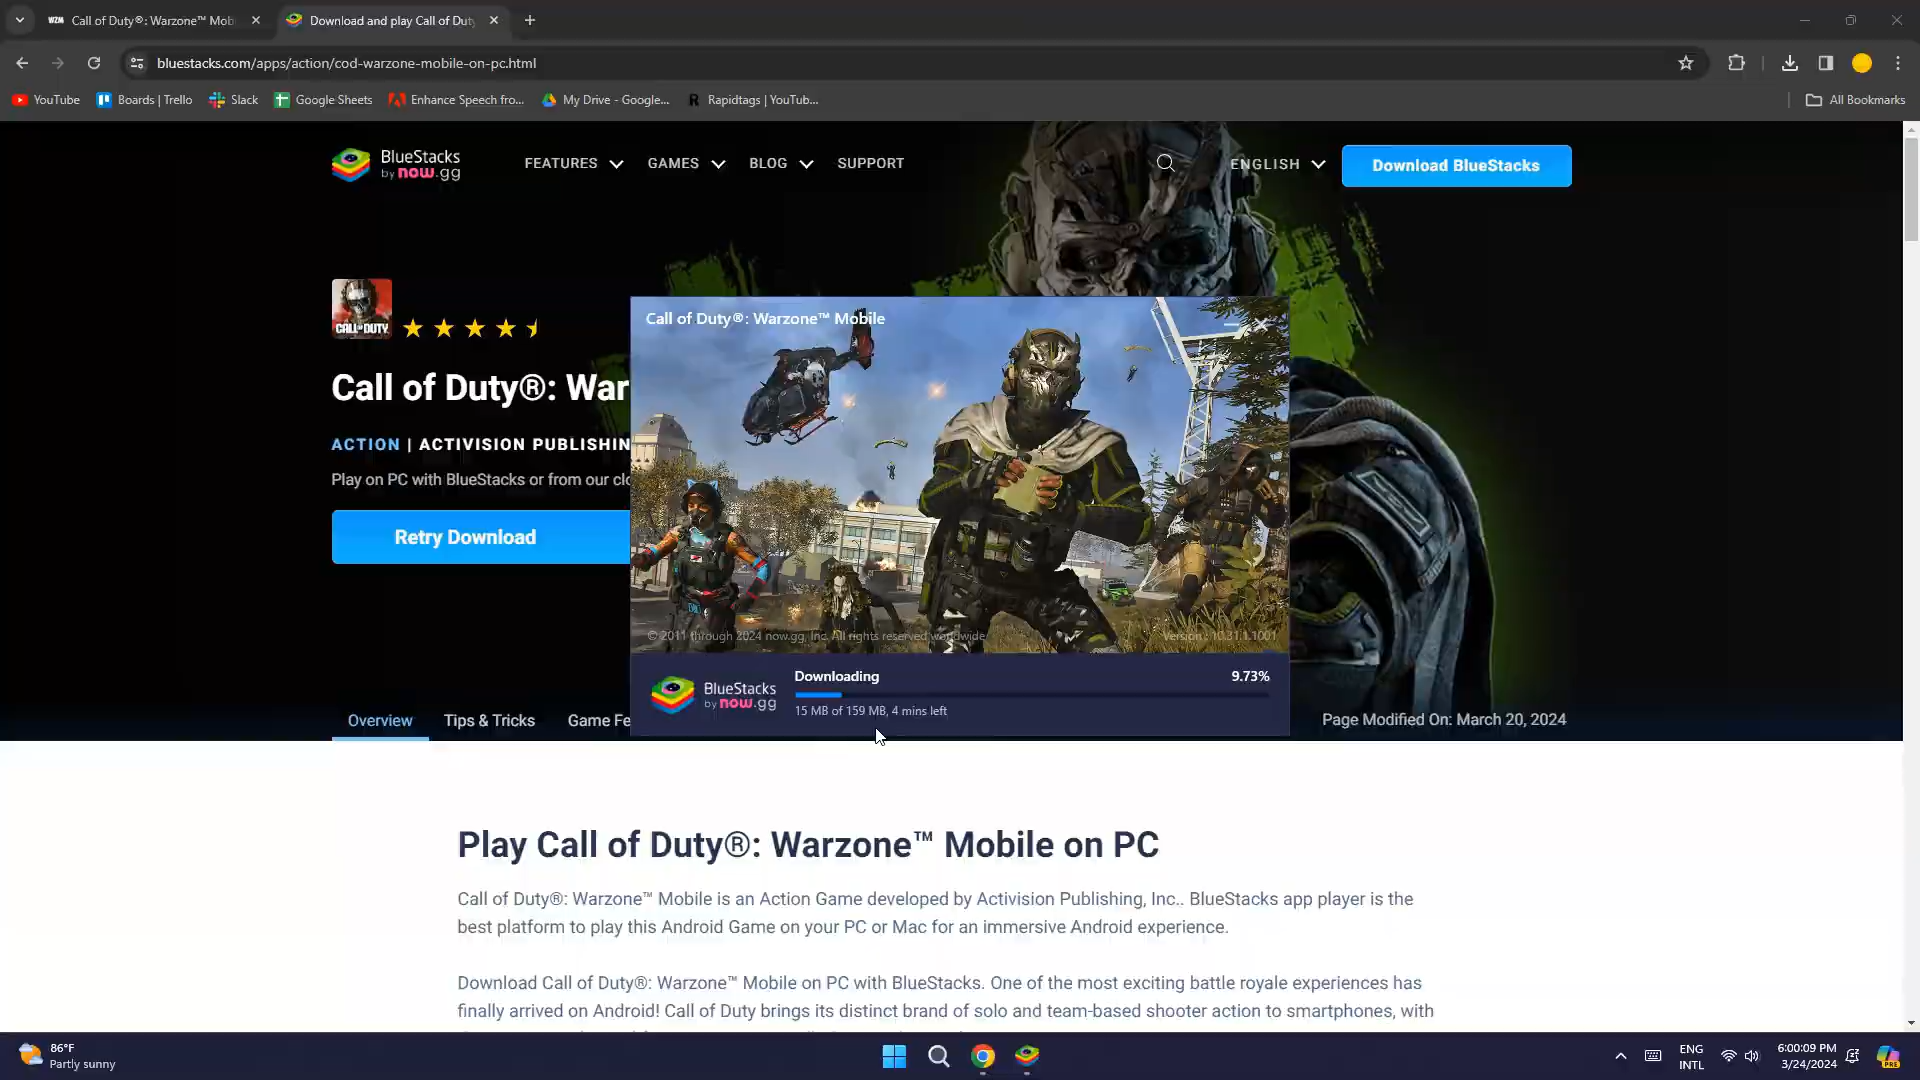 WZM Call of Duty®: Warzone™ Mob
Download and play Call of Dut
bluestacks.com/apps/action/cod-warzone-mobile-on-pc.html
YouTube
Boards | Trello
Slack
Google Sheets
Enhance Speech fro...
My Drive - Google...
R Rapidtags | YouTub...
All Bookmarks
BlueStacks
by now.gg
FEATURES
GAMES
BLOG
SUPPORT
ENGLISH
Download BlueStacks
CALL OF DUTY
Call of Duty®: War
ACTION | ACTIVISION PUBLISHIN
Play on PC with BlueStacks or from our clo
Retry Download
Call of Duty®: Warzone™ Mobile
© 2011 through 2024 now.gg, Inc. All rights reserved worldwide
Version : 10.31.1.1001
BlueStacks
by now.gg
Downloading
9.73%
15 MB of 159 MB, 4 mins left
Overview
Tips & Tricks
Game Fe
Page Modified On: March 20, 2024
Play Call of Duty®: Warzone™ Mobile on PC
Call of Duty®: Warzone™ Mobile is an Action Game developed by Activision Publishing, Inc.. BlueStacks app player is the
best platform to play this Android Game on your PC or Mac for an immersive Android experience.
Download Call of Duty®: Warzone™ Mobile on PC with BlueStacks. One of the most exciting battle royale experiences has
finally arrived on Android! Call of Duty brings its distinct brand of solo and team-based shooter action to smartphones, with
86°F
Partly sunny
ENG
INTL
6:00:09 PM
3/24/2024
PRE